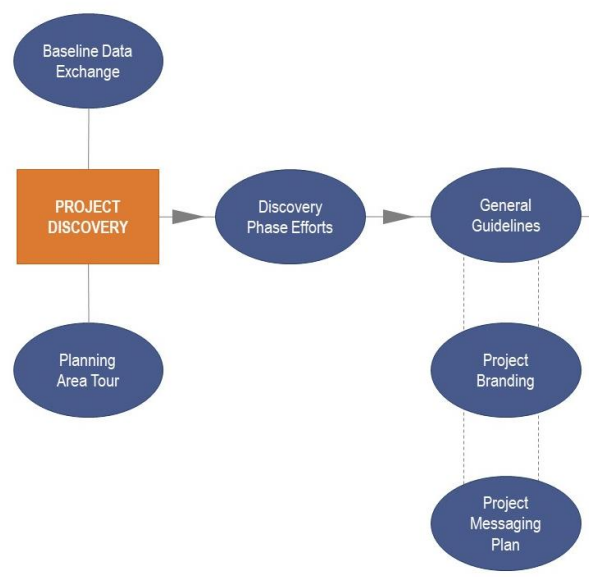 Baseline Data
Exchange
PROJECT
DISCOVERY
Discovery
Phase Efforts
General
Guidelines
Planning
Area Tour
Project
Branding
Project
Messaging
Plan